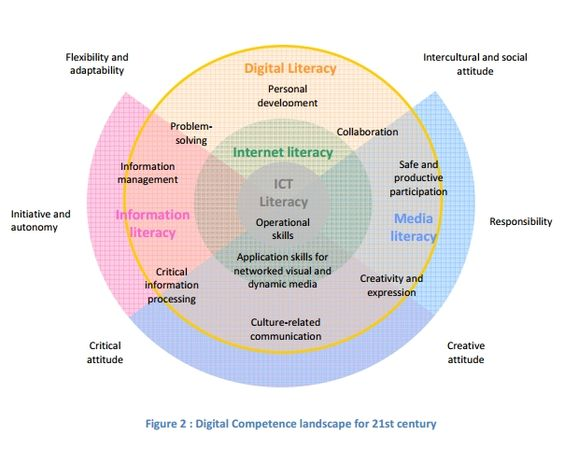 Flexibility and
adaptability
Intercultural and social
attitude
Digital Literacy
Personal
development
Problem-
solving
Collaboration
Internet literacy
Information
management
Safe and
productive
participation
ICT
Literacy
Initiative and
autonomy
Information
literacy
Operational
skills
Media
literacy
Responsibility
Application skills for
networked visual and
dynamic media
Critical
information
processing
Creativity and
expression
Culture-related
communication
Critical
attitude
Creative
attitude
Figure 2 : Digital Competence landscape for 21st century